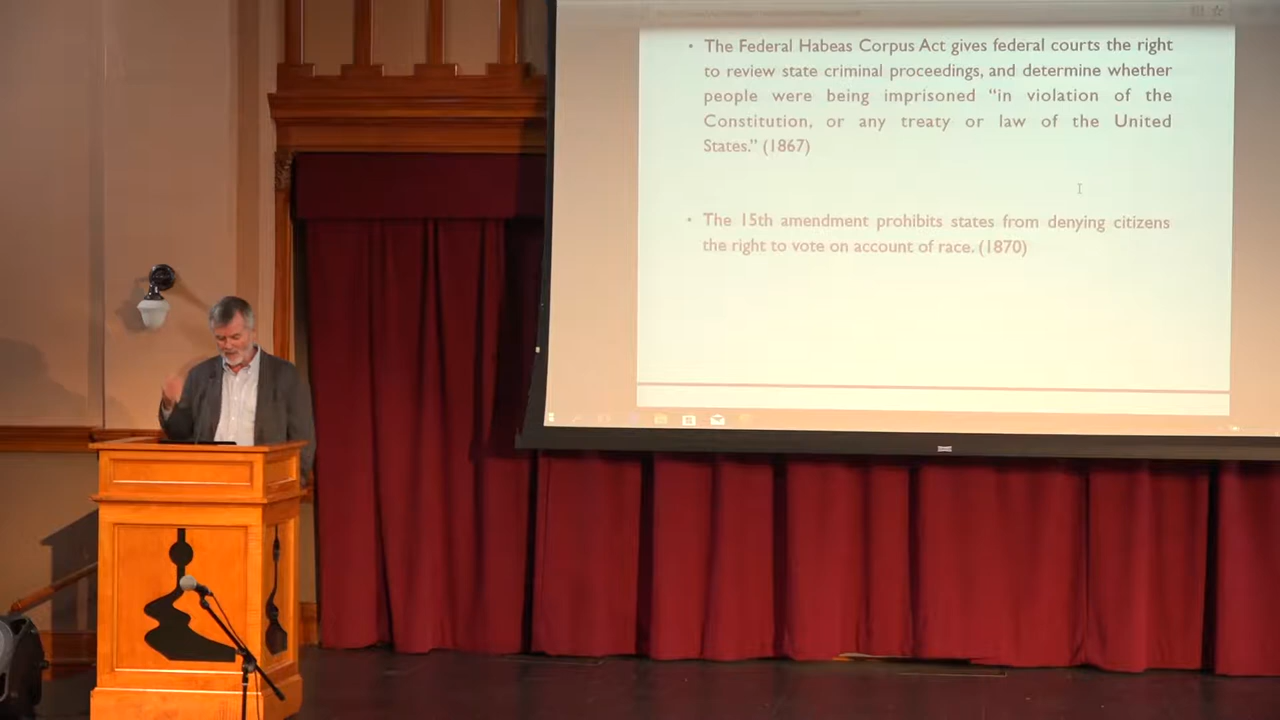 • The Federal Habeas Corpus Act gives federal courts the right
to review state criminal proceedings, and determine whether
people were being imprisoned “in violation of the
Constitution, or any treaty or law of the United
States.” (1867)
• The 15th amendment prohibits states from denying citizens
the right to vote on account of race. (1870)